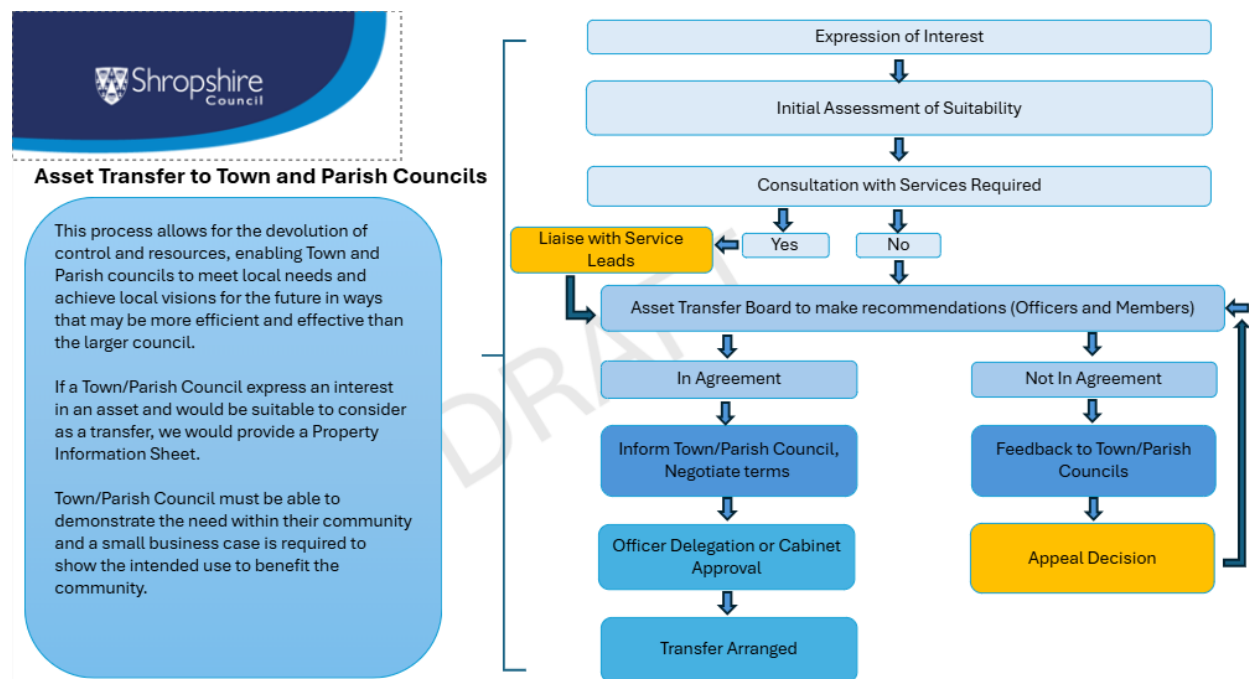 Shropshire
Council
Asset Transfer to Town and Parish Councils
This process allows for the devolution of
control and resources, enabling Town and
Parish councils to meet local needs and
achieve local visions for the future in ways
that may be more efficient and effective than
the larger council.
If a Town/Parish Council express an interest
in an asset and would be suitable to consider
as a transfer, we would provide a Property
Information Sheet.
Town/Parish Council must be able to
demonstrate the need within their community
and a small business case is required to
show the intended use to benefit the
community.
Expression of Interest
Initial Assessment of Suitability
Consultation with Services Required
Liaise with Service
Leads
Yes
No
Asset Transfer Board to make recommendations (Officers and Members)
In Agreement
Not In Agreement
Inform Town/Parish Council,
Negotiate terms
Feedback to Town/Parish
Councils
Officer Delegation or Cabinet
Approval
Appeal Decision
Transfer Arranged
DRAFT